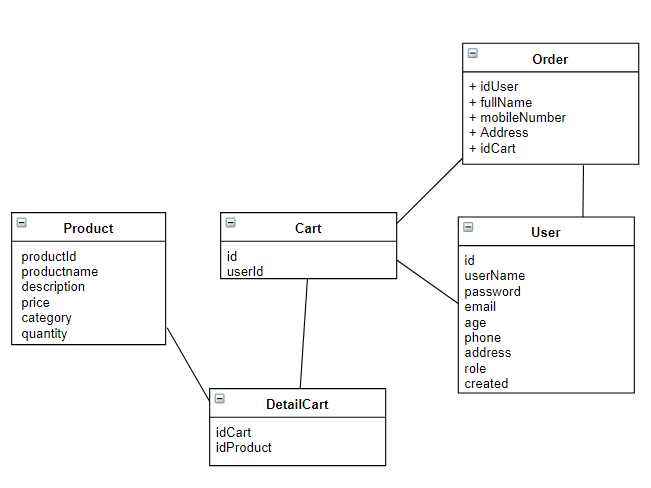 Order
+ idUser
+ fullName
+ mobileNumber
+ Address
+ idCart
Product
productId
productname
description
price
category
quantity
Cart
id
userId
User
id
userName
password
email
age
phone
address
role
created
DetailCart
idCart
idProduct